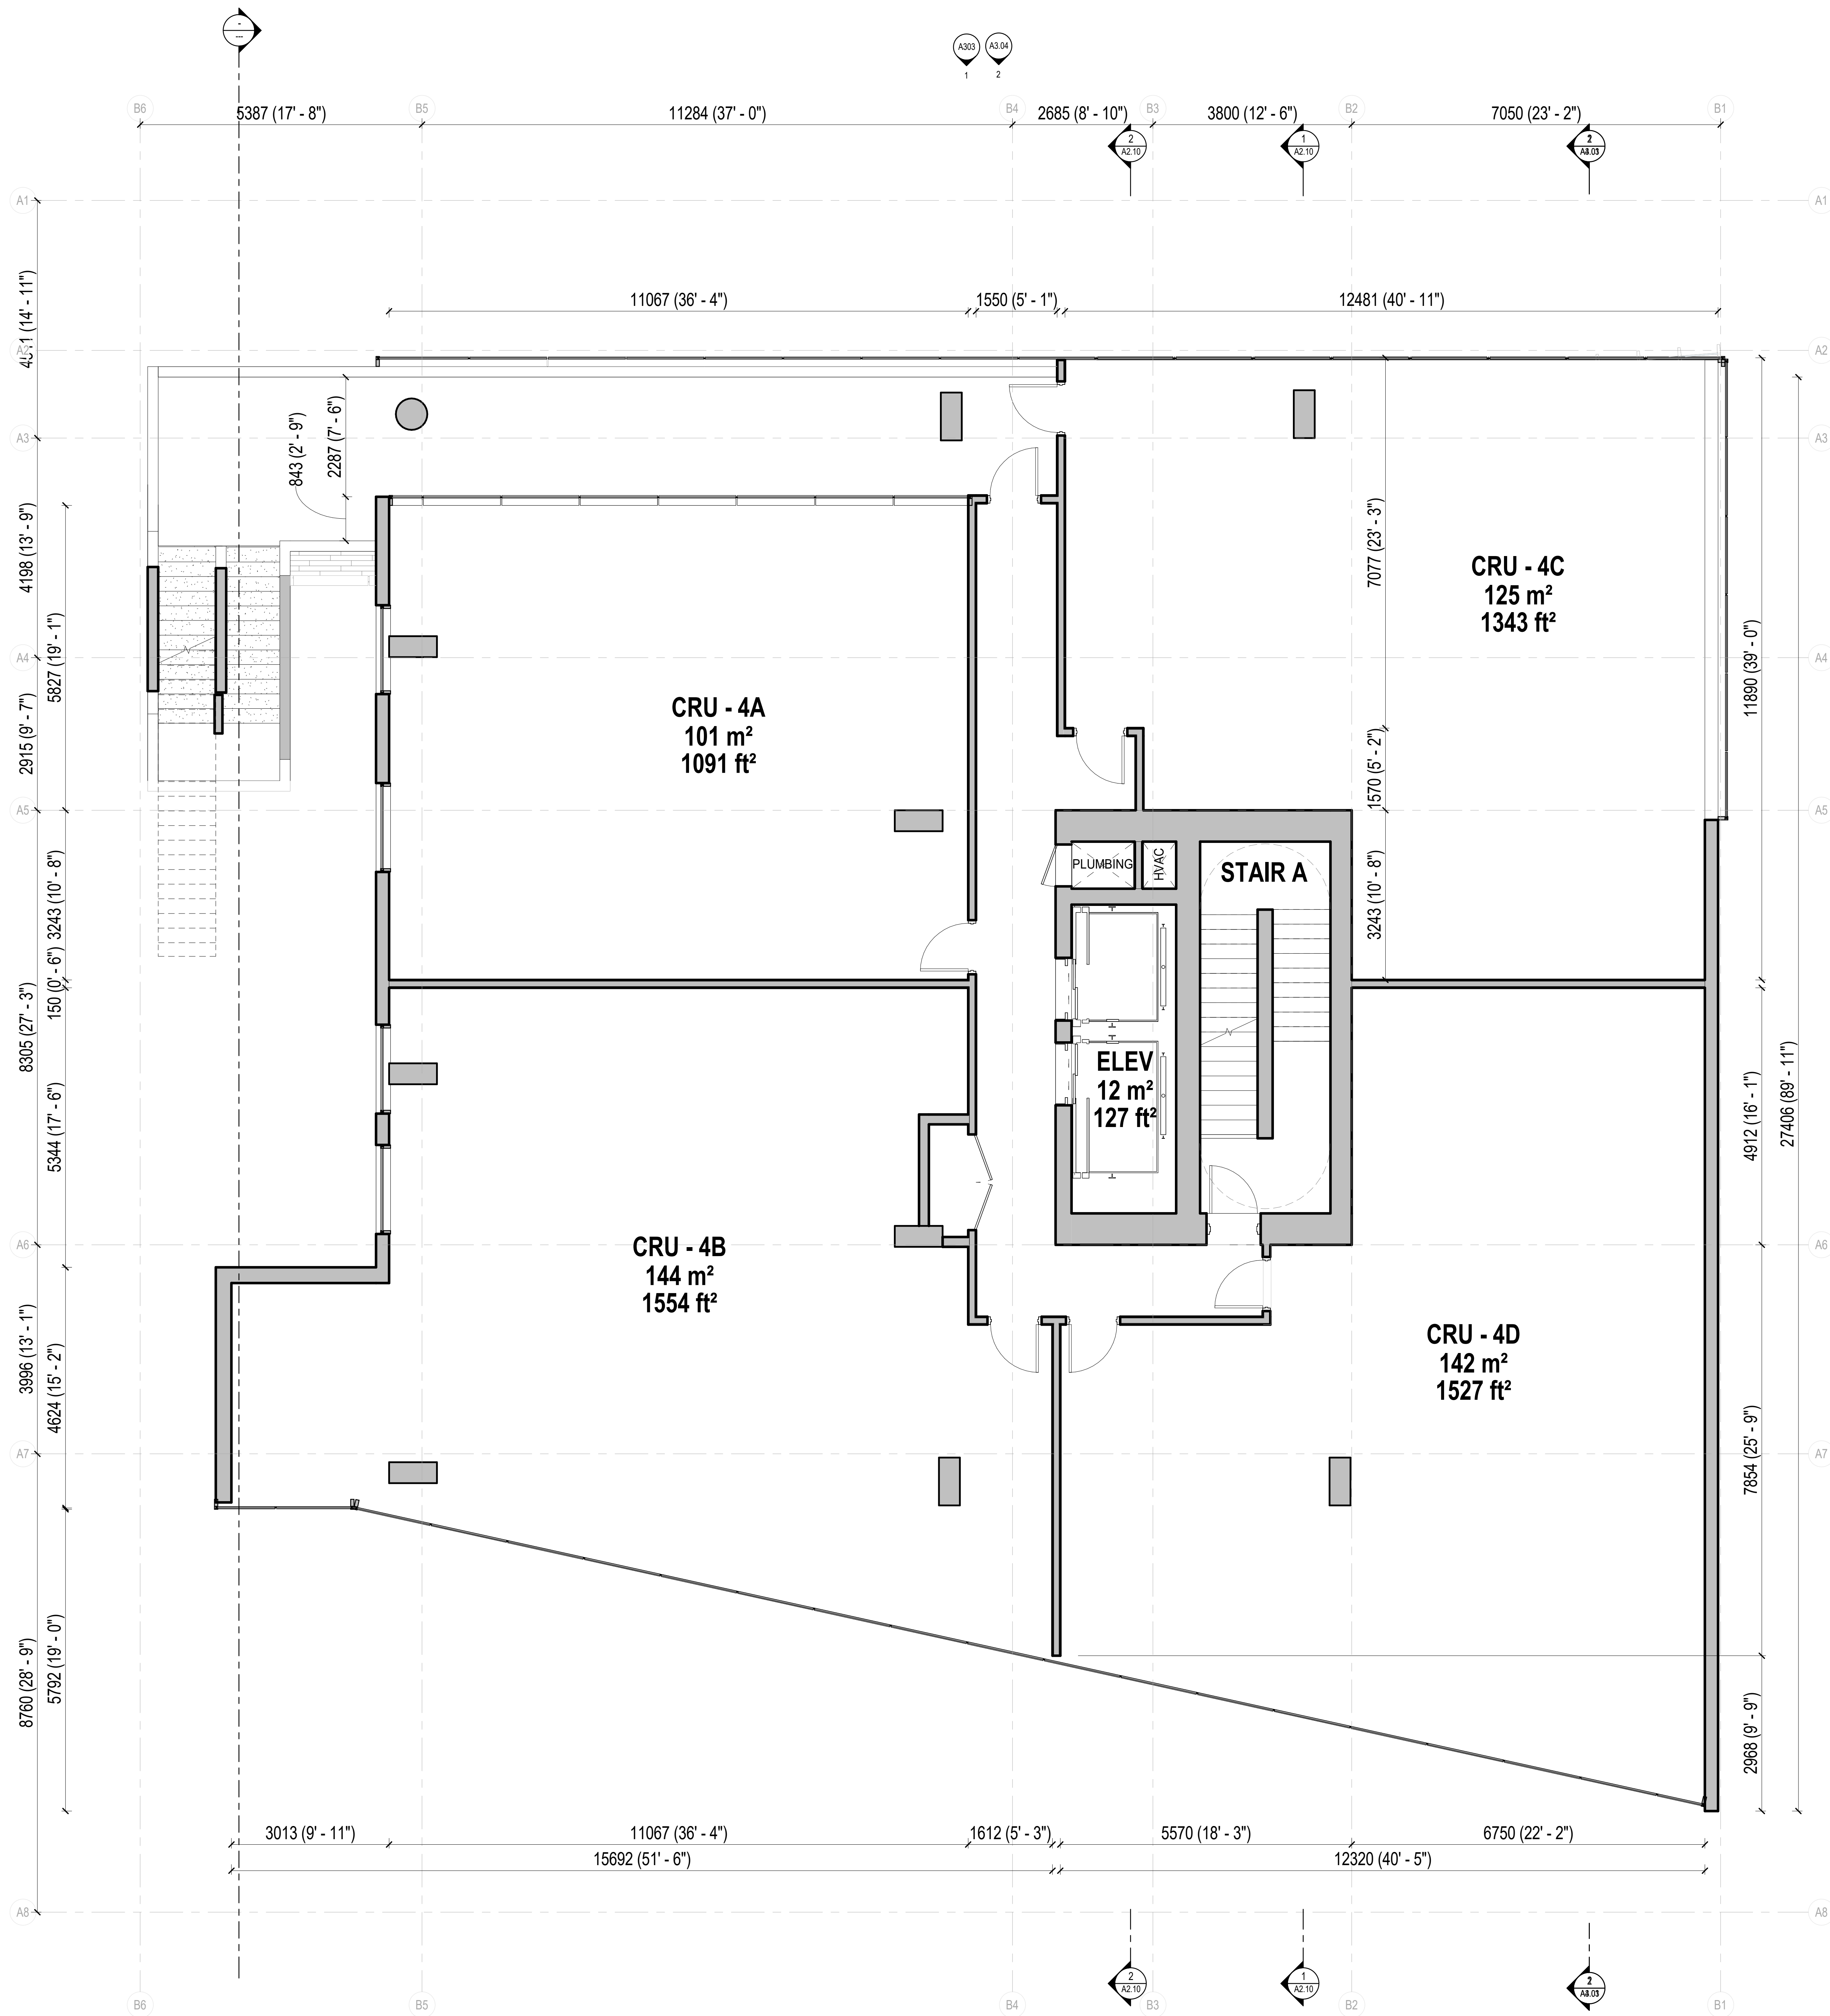 -
---
A303
1
A3.04
2
B6
B5
B4
B3
B2
B1
5387 (17' - 8")
11284 (37' - 0")
2685 (8' - 10")
3800 (12' - 6")
7050 (23' - 2")
2
A2.10
1
A2.10
A1
A1
11067 (36' - 4")
1550 (5' - 1")
12481 (40' - 11")
(14' - 11")
A2
A2
A3
A3
843 (2' - 9")
2287 (7' - 6")
4198 (13' - 9")
5827 (19' - 1")
7077 (23' - 3")
CRU - 4C
125 m²
1343 ft²
11890 (39' - 0")
A4
A4
CRU - 4A
101 m²
1091 ft²
2915 (9' - 7")
1570 (5' - 2")
A5
A5
PLUMBING
HVAC
STAIR A
3243 (10' - 8")
3243 (10' - 8")
150 (0' - 6")
8305 (27' - 3")
5344 (17' - 6")
ELEV
12 m²
127 ft²
4912 (16' - 1")
27406 (89' - 11")
A6
A6
CRU - 4B
144 m²
1554 ft²
CRU - 4D
142 m²
1527 ft²
3996 (13' - 1")
4624 (15' - 2")
7854 (25' - 9")
A7
A7
8760 (28' - 9")
5792 (19' - 0")
2968 (9' - 9")
3013 (9' - 11")
11067 (36' - 4")
1612 (5' - 3")
5570 (18' - 3")
6750 (22' - 2")
15692 (51' - 6")
12320 (40' - 5")
A8
A8
2
A2.10
1
A2.10
B6
B5
B4
B3
B2
B1